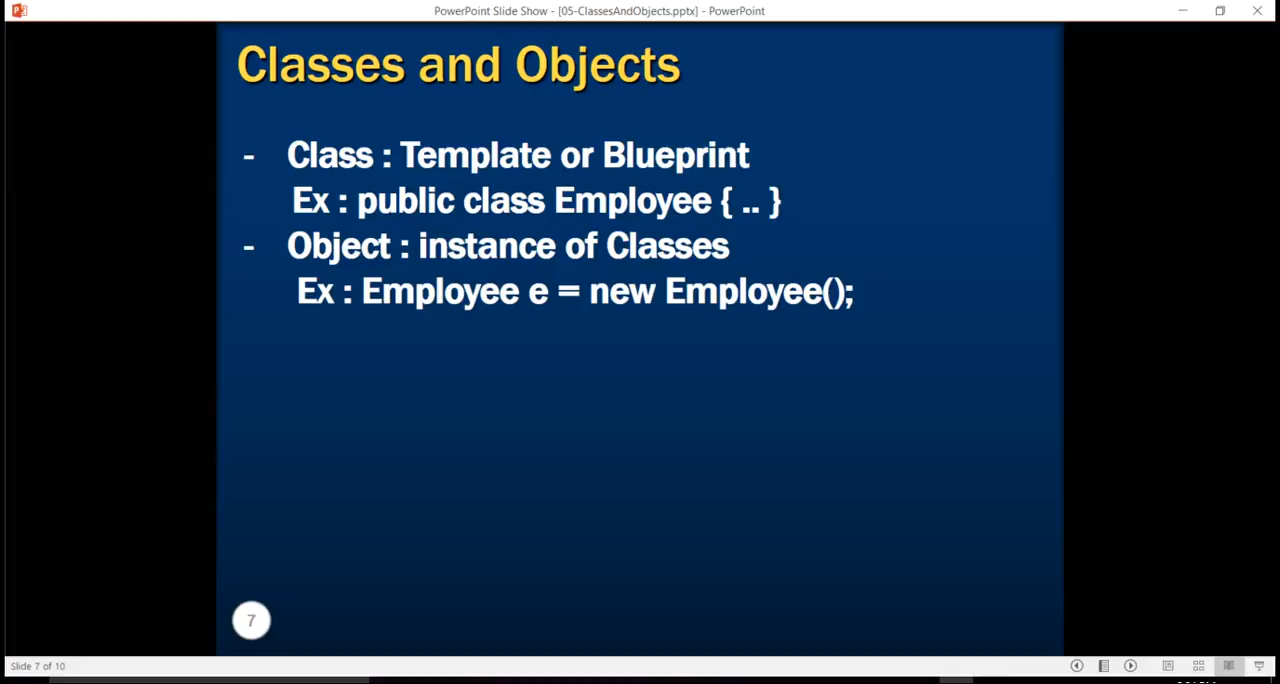 PowerPoint Slide Show - [05-ClassesAndObjects.pptx] - PowerPoint
Classes and Objects
- Class : Template or Blueprint
Ex : public class Employee { .. }
- Object : instance of Classes
Ex : Employee e = new Employee();
7
Slide 7 of 10